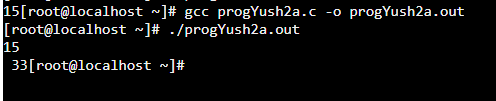 15[root@localhost ~]# gcc progYush2a.c -o progYush2a.out
[root@localhost ~]# ./progYush2a.out
15
 33[root@localhost ~]#